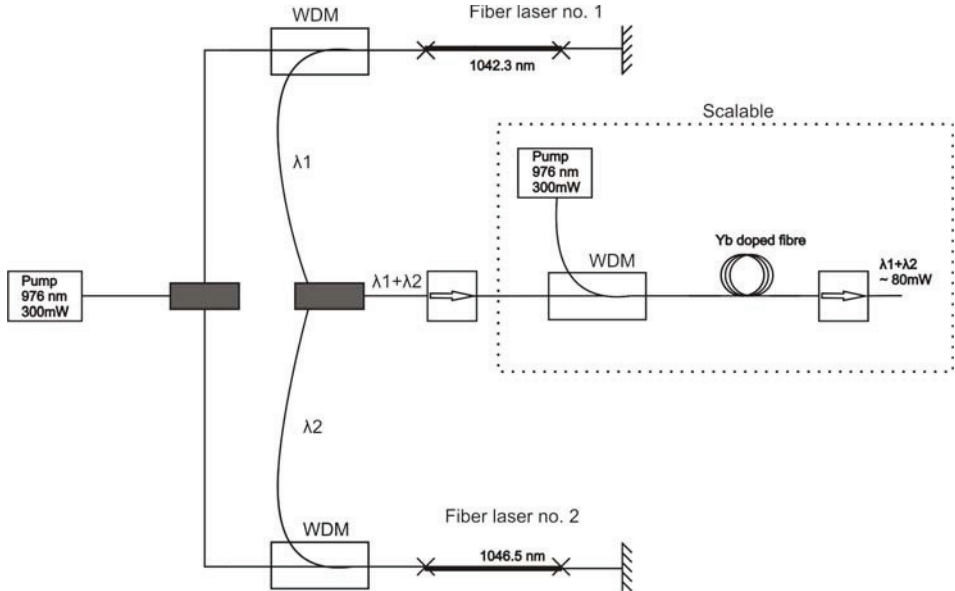 WDM
Fiber laser no. 1
1042.3 nm
Scalable
λ1
Pump
976 nm
300mW
WDM
Yb doped fibre
λ1+λ2
~ 80mW
Pump
976 nm
300mW
λ1+λ2
λ2
WDM
Fiber laser no. 2
1046.5 nm